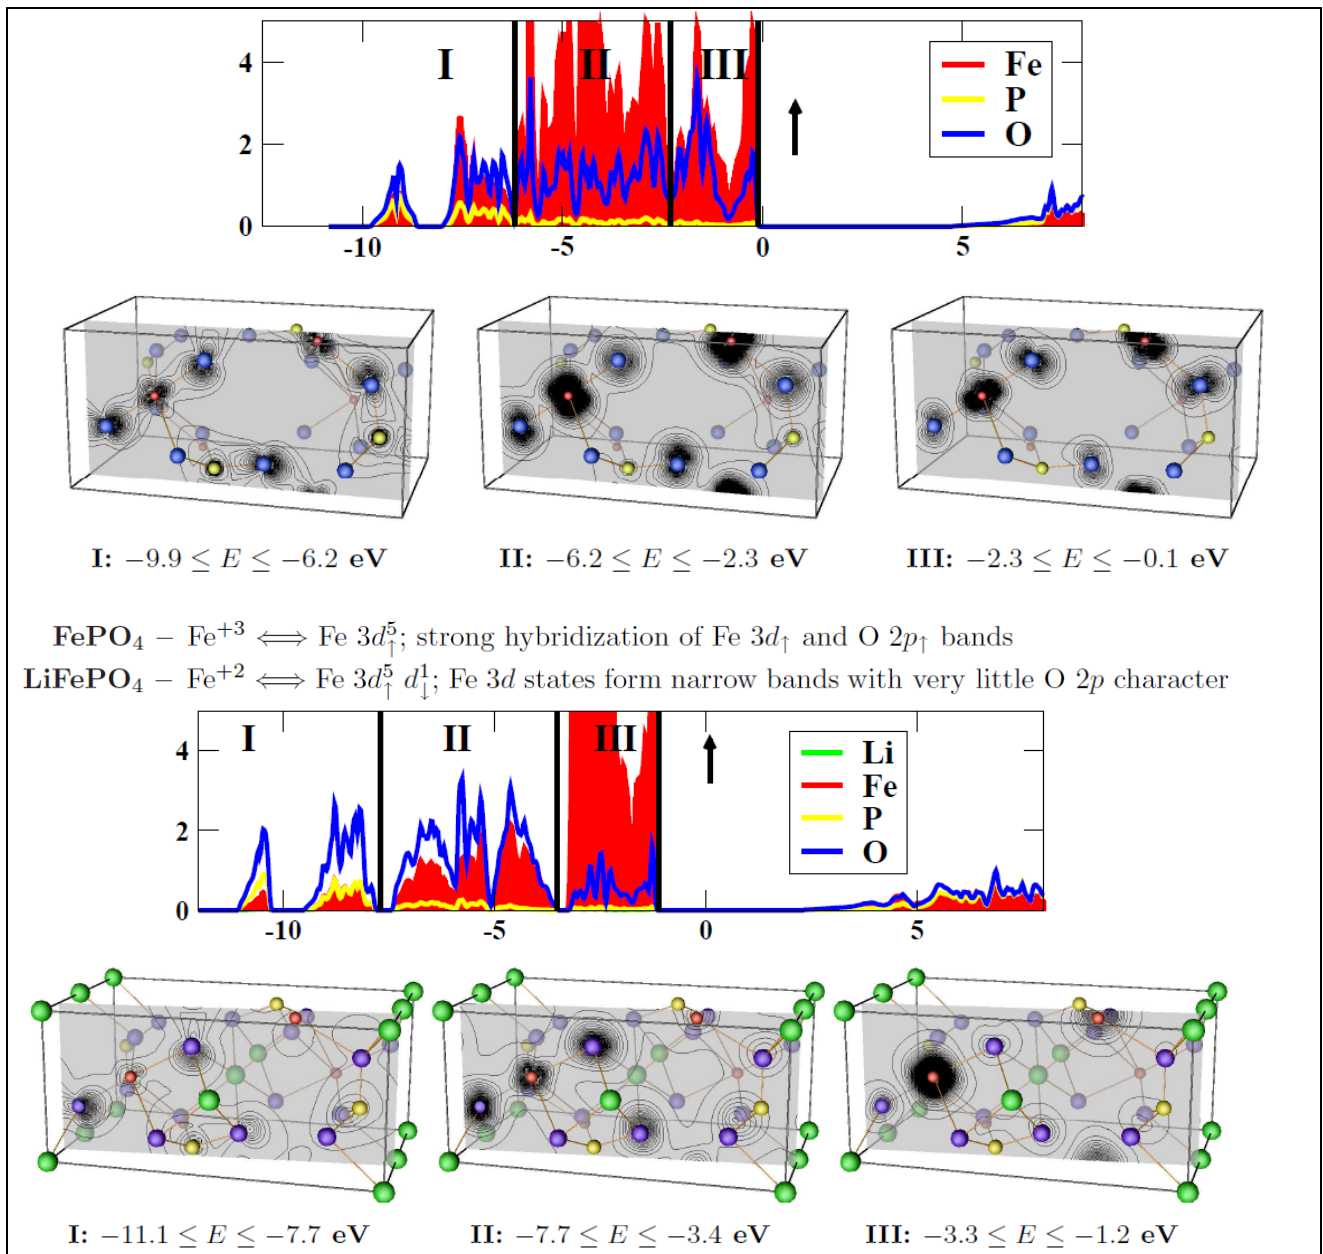 4
2
0
I II III
Fe
P
O
-10 -5 0 5
I: −9.9 ≤ E ≤ −6.2 eV II: −6.2 ≤ E ≤ −2.3 eV III: −2.3 ≤ E ≤ −0.1 eV
FePO₄ – Fe⁺³ ⟺ Fe 3d⁵↑; strong hybridization of Fe 3d↑ and O 2p↑ bands
LiFePO₄ – Fe⁺² ⟺ Fe 3d⁵↑ d¹↓; Fe 3d states form narrow bands with very little O 2p character
4
2
0
I II III
Li
Fe
P
O
-10 -5 0 5
I: −11.1 ≤ E ≤ −7.7 eV II: −7.7 ≤ E ≤ −3.4 eV III: −3.3 ≤ E ≤ −1.2 eV